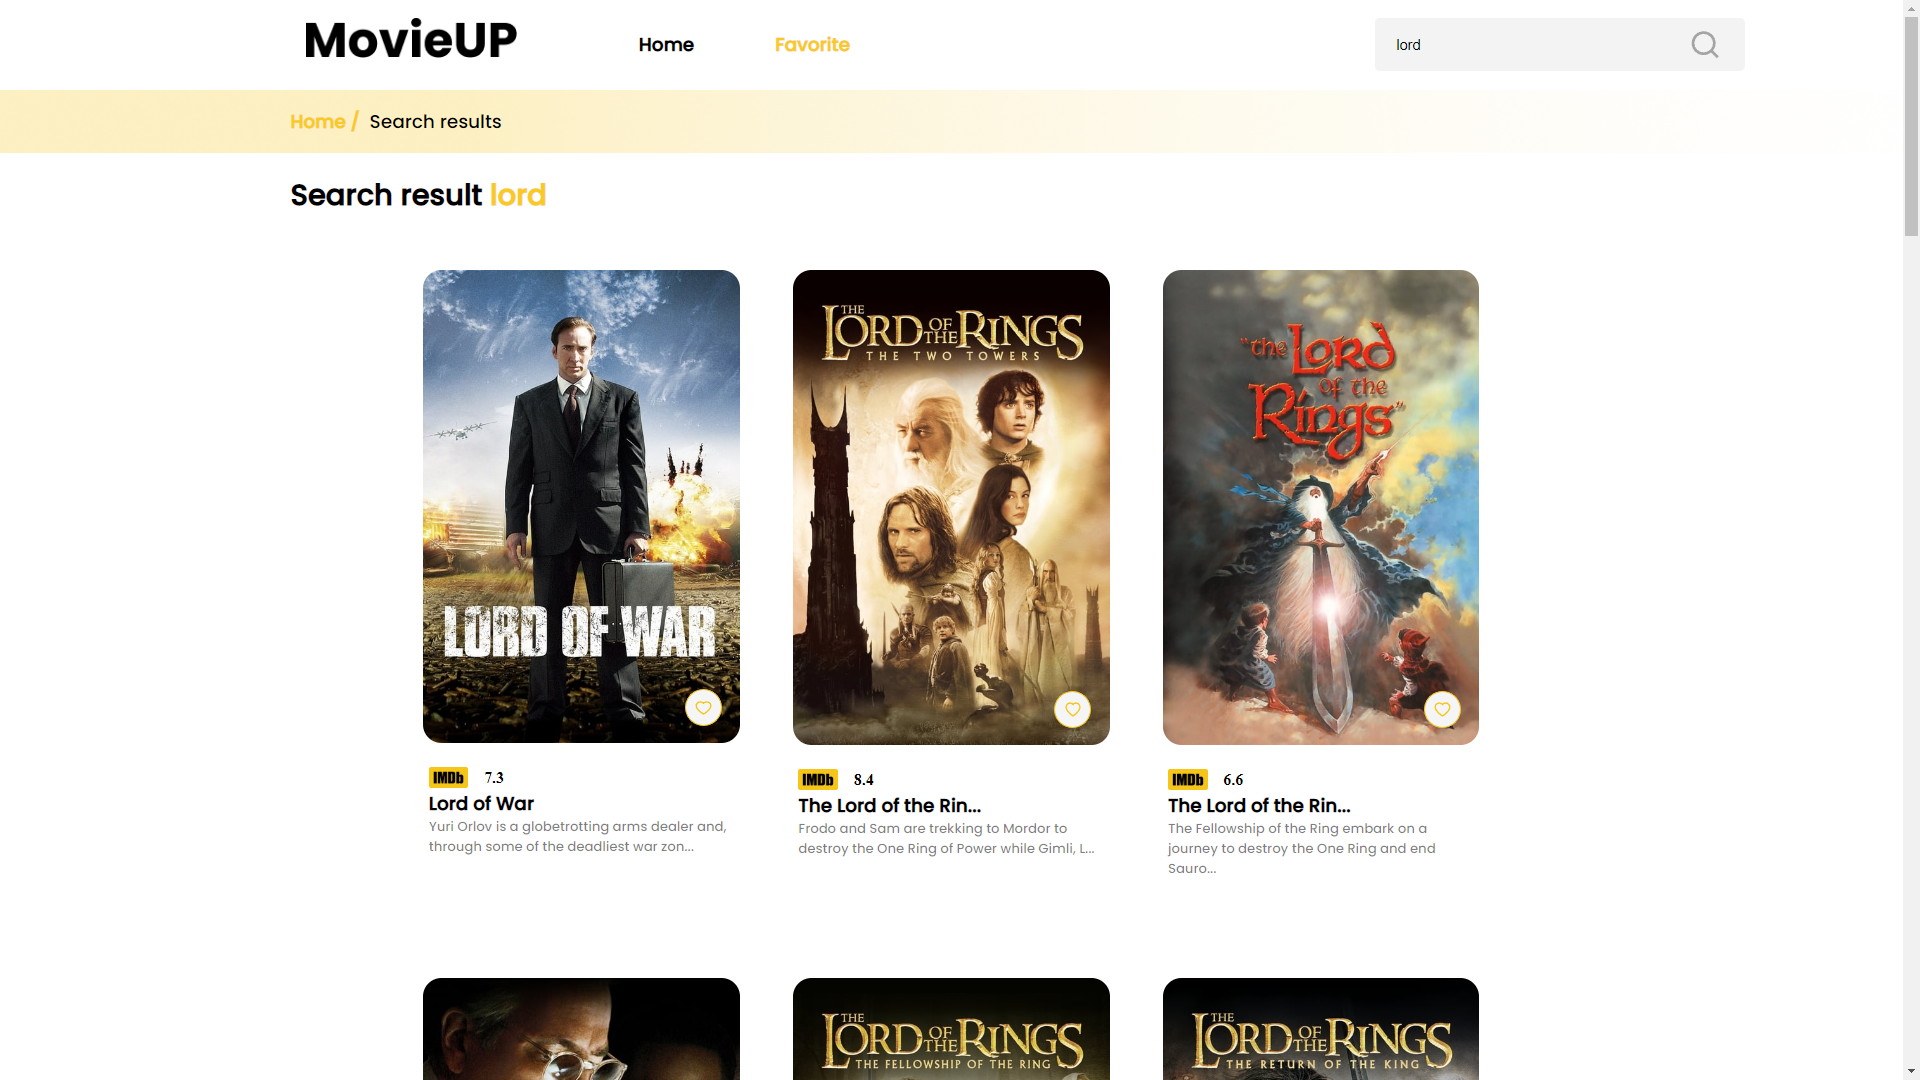 MovieUP
Home
Favorite
lord
Home / Search results
Search result lord
LORD OF WAR
THE
LORD OF THE RINGS
THE TWO TOWERS
"the Lord
of the
Rings"
IMDb 7.3
Lord of War
Yuri Orlov is a globetrotting arms dealer and,
through some of the deadliest war zon...
IMDb 8.4
The Lord of the Rin...
Frodo and Sam are trekking to Mordor to
destroy the One Ring of Power while Gimli, L...
IMDb 6.6
The Lord of the Rin...
The Fellowship of the Ring embark on a
journey to destroy the One Ring and end
Sauro...
THE
LORD OF THE RINGS
THE FELLOWSHIP OF THE RING
THE
LORD OF THE RINGS
THE RETURN OF THE KING